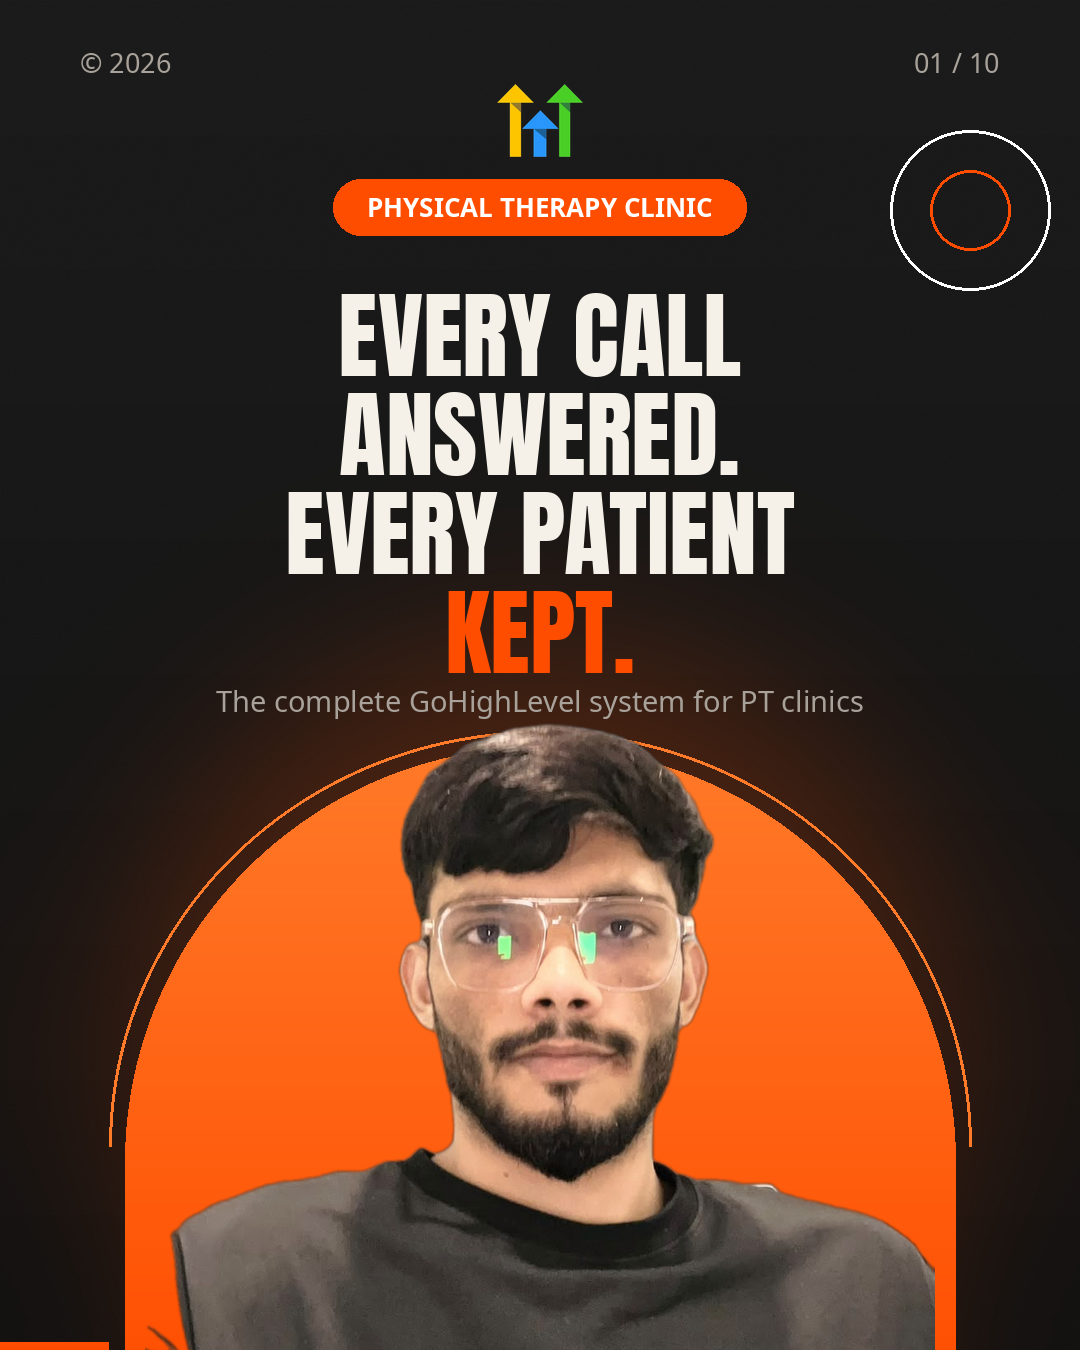 © 2026
01 / 10
PHYSICAL THERAPY CLINIC
EVERY CALL
ANSWERED.
EVERY PATIENT
KEPT.
The complete GoHighLevel system for PT clinics